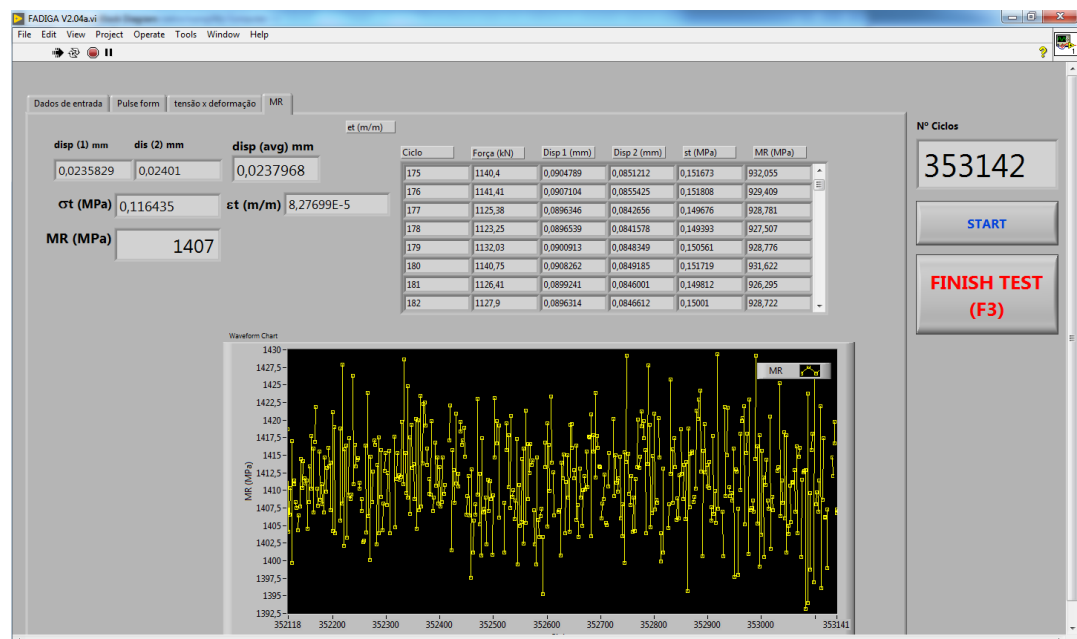 FADIGA V2.04a.vi
File Edit View Project Operate Tools Window Help
Dados de entrada Pulse form tensão x deformação MR
et (m/m)
disp (1) mm dis (2) mm disp (avg) mm
0,0235829 0,02401 0,0237968
σt (MPa) 0,116435 εt (m/m) 8,27699E-5
MR (MPa) 1407
Ciclo Força (kN) Disp 1 (mm) Disp 2 (mm) st (MPa) MR (MPa)
175 1140,4 0,0904789 0,0851212 0,151673 932,055
176 1141,41 0,0907104 0,0855425 0,151808 929,409
177 1125,38 0,0896346 0,0842656 0,149676 928,781
178 1123,25 0,0896539 0,0841578 0,149393 927,507
179 1132,03 0,0900913 0,0848349 0,150561 928,776
180 1140,75 0,0908262 0,0849185 0,151719 931,622
181 1126,41 0,0899241 0,0846001 0,149812 926,295
182 1127,9 0,0896314 0,0846612 0,15001 928,722
Nº Ciclos
353142
START
FINISH TEST
(F3)
Waveform Chart
MR
MR (MPa)
1430
1427,5
1425
1422,5
1420
1417,5
1415
1412,5
1410
1407,5
1405
1402,5
1400
1397,5
1395
1392,5
352118 352200 352300 352400 352500 352600 352700 352800 352900 353000 353141